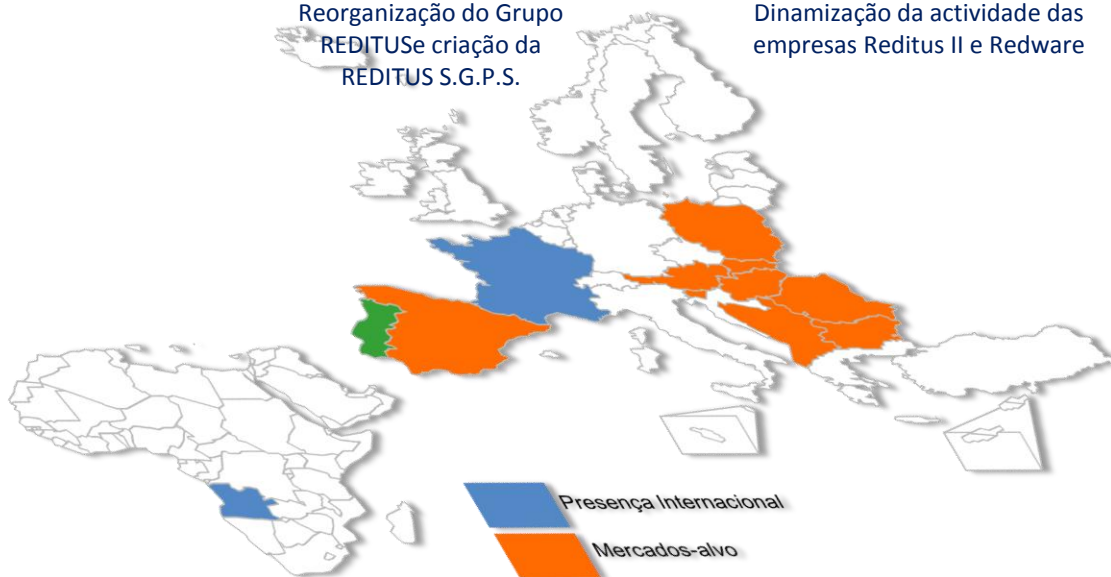 Reorganização do Grupo
REDITUSe criação da
REDITUS S.G.P.S.
Dinamização da actividade das
empresas Reditus II e Redware
Presença Internacional
Mercados-alvo